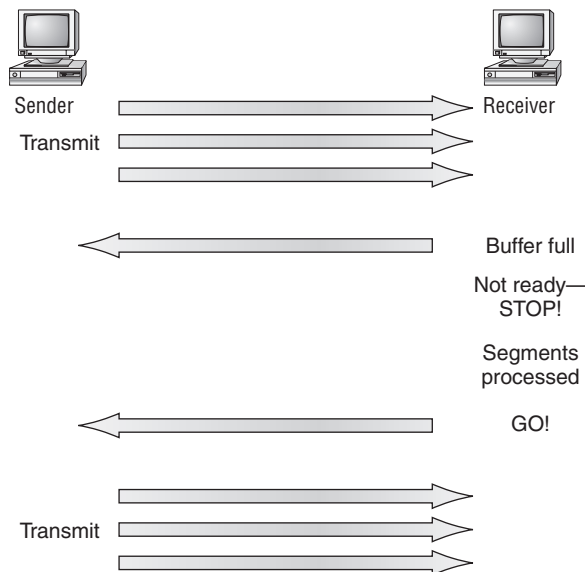 Sender
Receiver
Transmit
Buffer full
Not ready—
STOP!
Segments
processed
GO!
Transmit